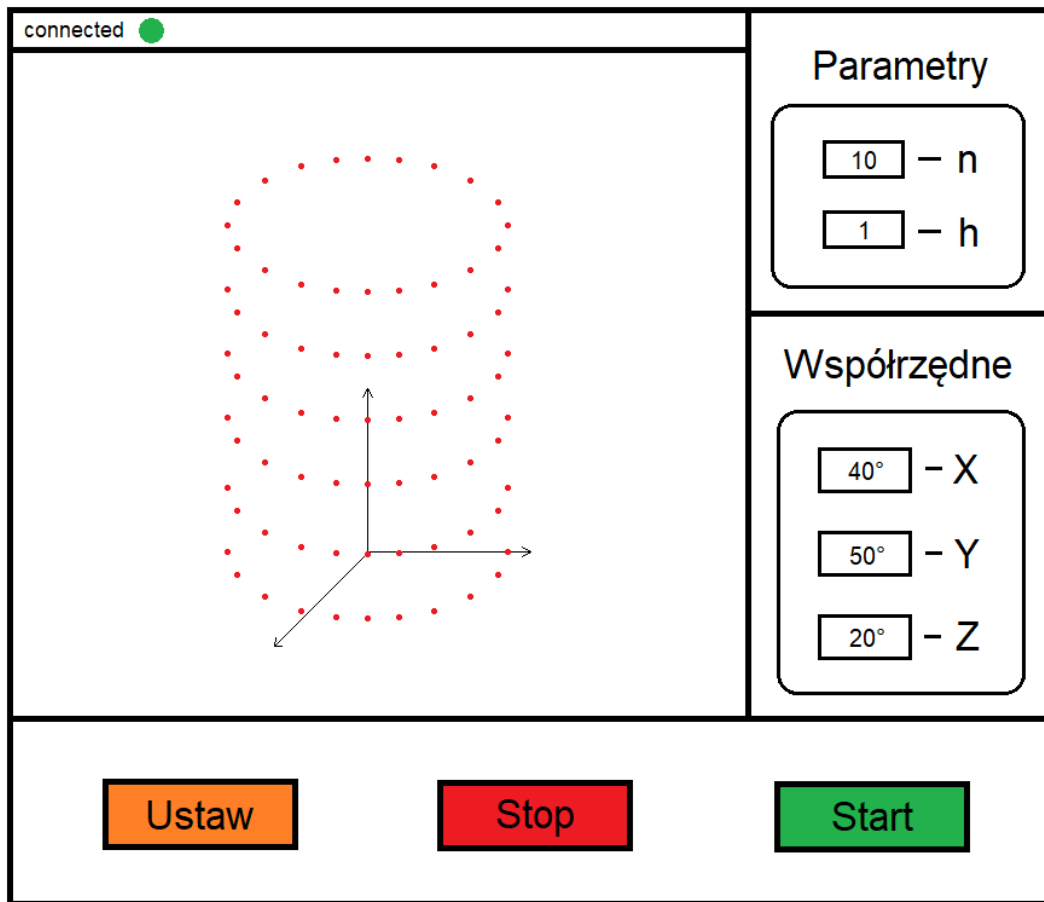 connected
Parametry
10 – n
1 – h
Współrzędne
40° – X
50° – Y
20° – Z
Ustaw
Stop
Start